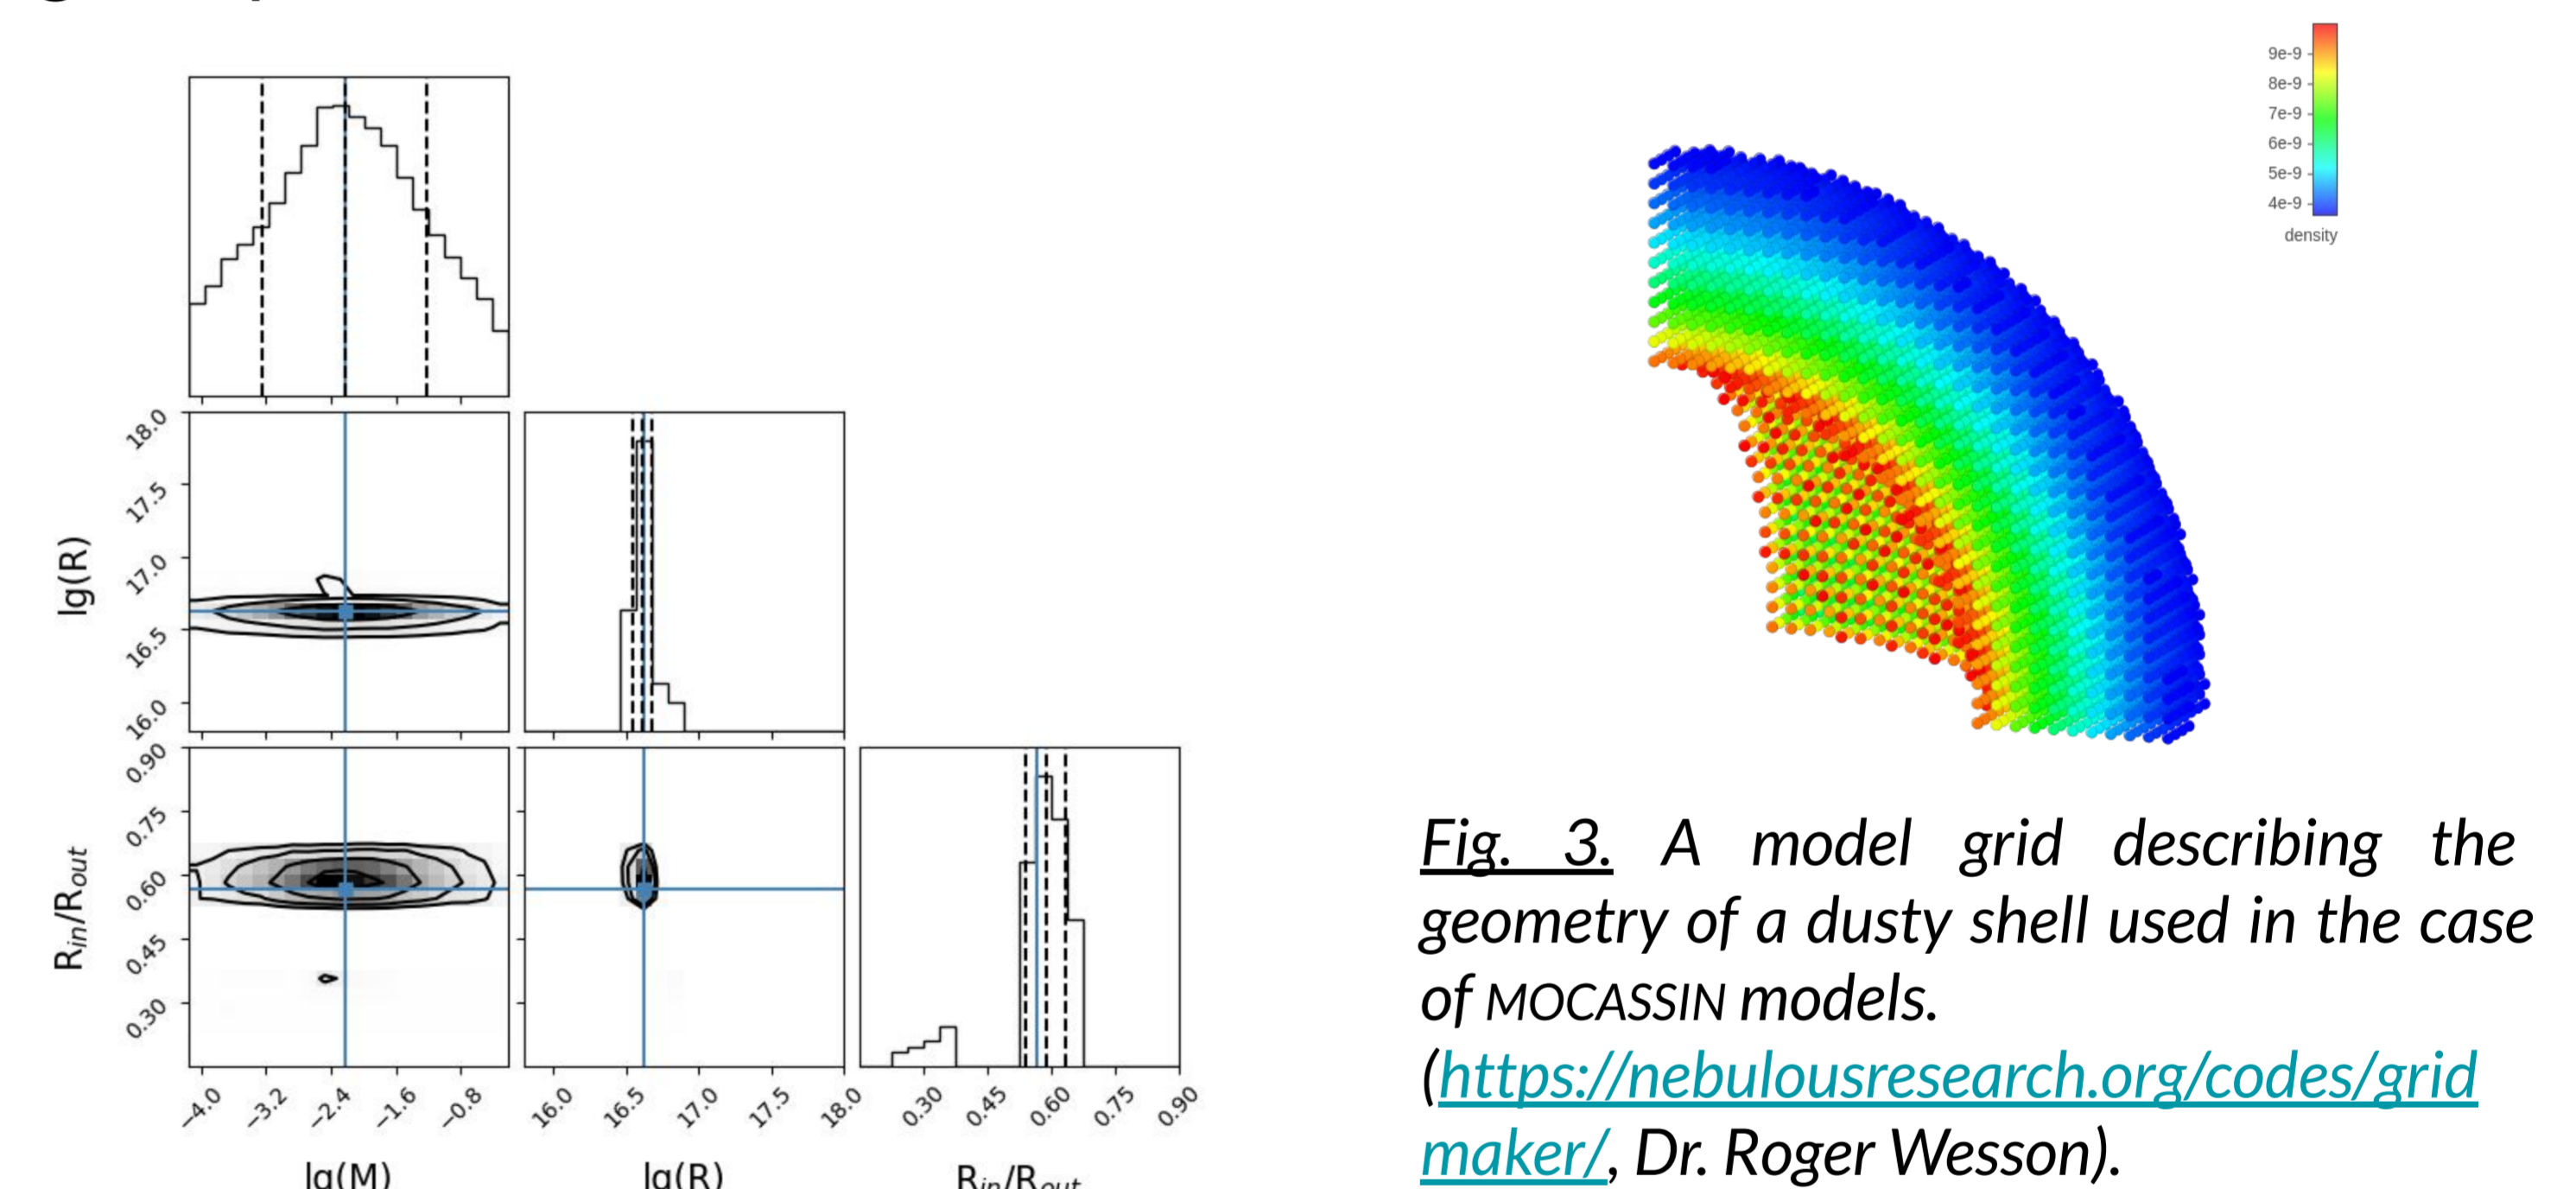 18.0
17.5
17.0
16.5
16.0
lg(R)
0.90
0.75
0.60
0.45
0.30
R_in/R_out
−4.0 −3.2 −2.4 −1.6 −0.8
16.0 16.5 17.0 17.5 18.0
0.30 0.45 0.60 0.75 0.90
lg(M) lg(R) R_in/R_out
9e-9
8e-9
7e-9
6e-9
5e-9
4e-9
density
Fig. 3. A model grid describing the
geometry of a dusty shell used in the case
of MOCASSIN models.
(https://nebulousresearch.org/codes/grid
maker/, Dr. Roger Wesson).